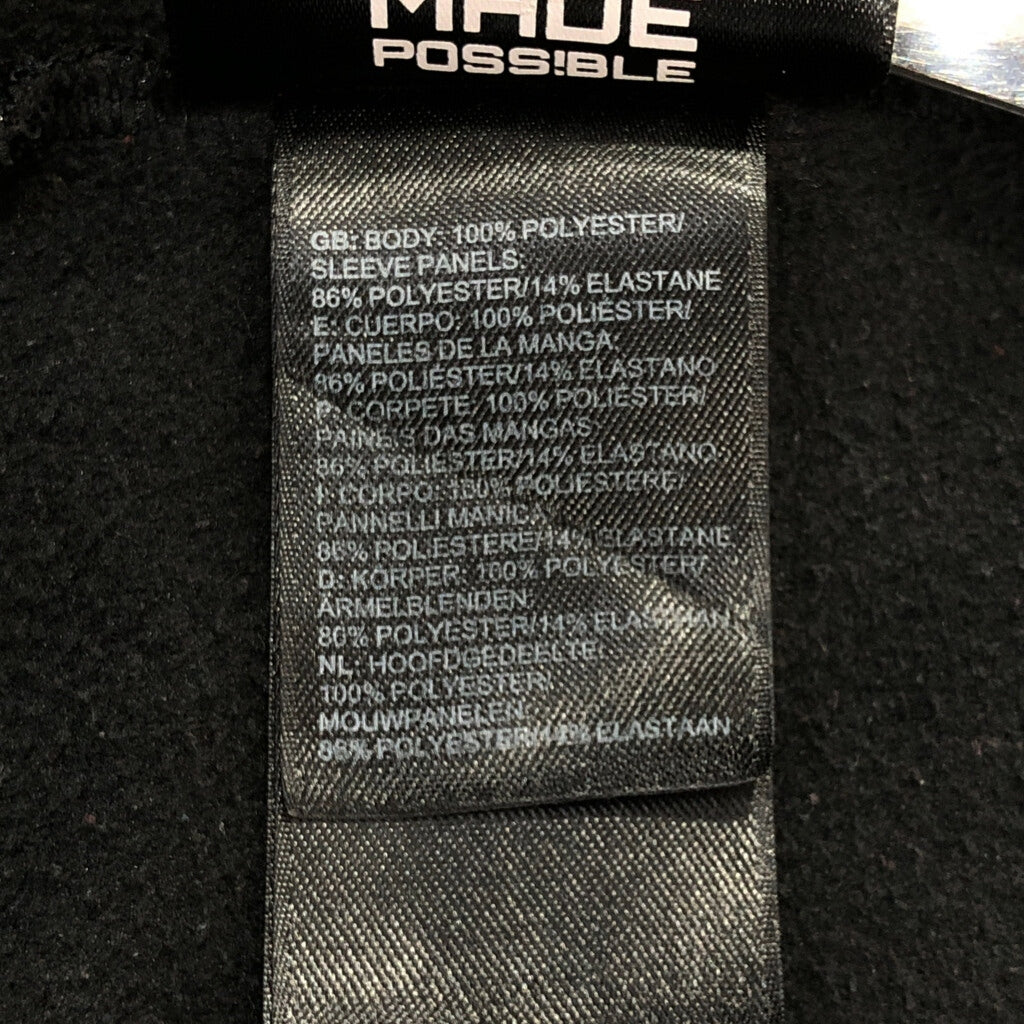 MADE
POSS!BLE
GB: BODY: 100% POLYESTER/
SLEEVE PANELS:
86% POLYESTER/14% ELASTANE
E: CUERPO: 100% POLIÉSTER/
PANELES DE LA MANGA:
86% POLIÉSTER/14% ELASTANO
P: CORPETE: 100% POLIÉSTER/
PAINÉIS DAS MANGAS:
86% POLIÉSTER/14% ELASTANO
I: CORPO: 100% POLIESTERE/
PANNELLI MANICA:
86% POLIESTERE/14% ELASTANE
D: KÖRPER: 100% POLYESTER/
ÄRMELBLENDEN:
86% POLYESTER/14% ELASTHAN
NL: HOOFDGEDEELTE:
100% POLYESTER/
MOUWPANELEN:
86% POLYESTER/14% ELASTAAN